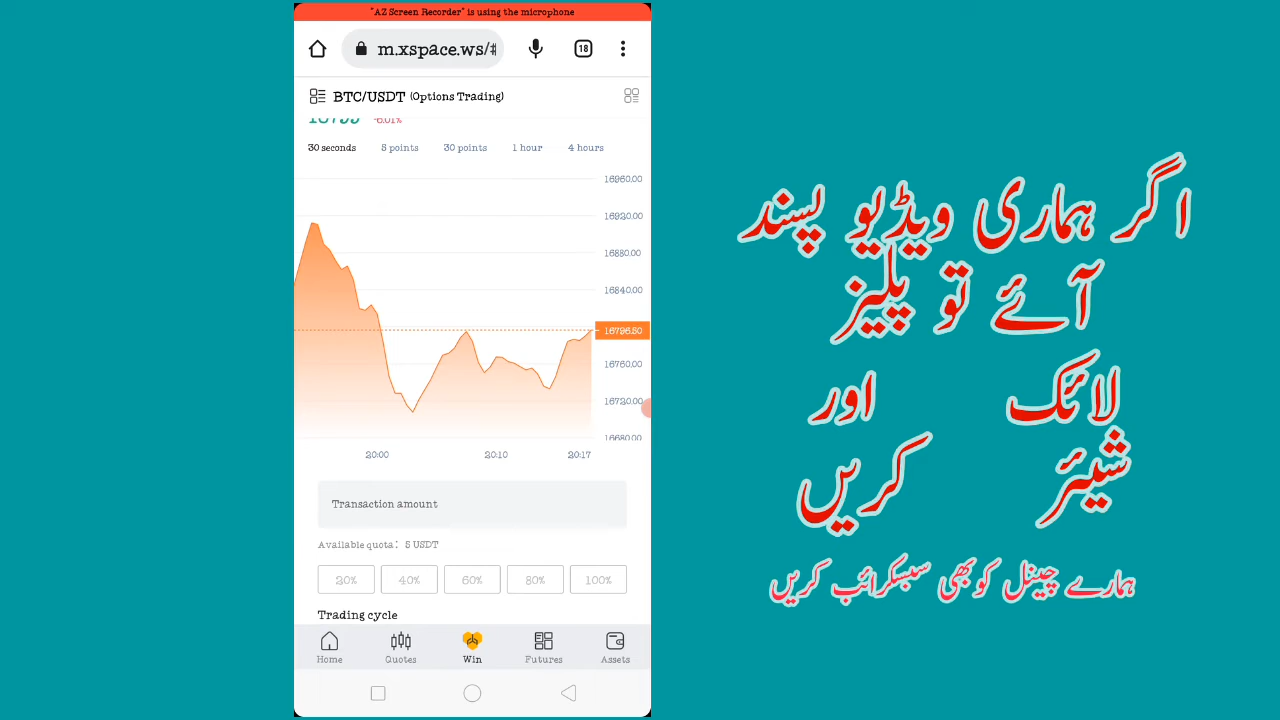 "AZ Screen Recorder" is using the microphone
m.xspace.ws/#
18
BTC/USDT (Options Trading)
-6.01%
30 seconds 5 points 30 points 1 hour 4 hours
16960.00
16920.00
16880.00
16840.00
16796.50
16760.00
16720.00
16680.00
20:00 20:10 20:17
Transaction amount
Available quota: 5 USDT
20% 40% 60% 80% 100%
Trading cycle
Home Quotes Win Futures Assets
اگر ہماری ویڈیو پسند
آئے تو پلیز
لائک اور
شیئر کریں
ہمارے چینل کو بھی سبسکرائب کریں